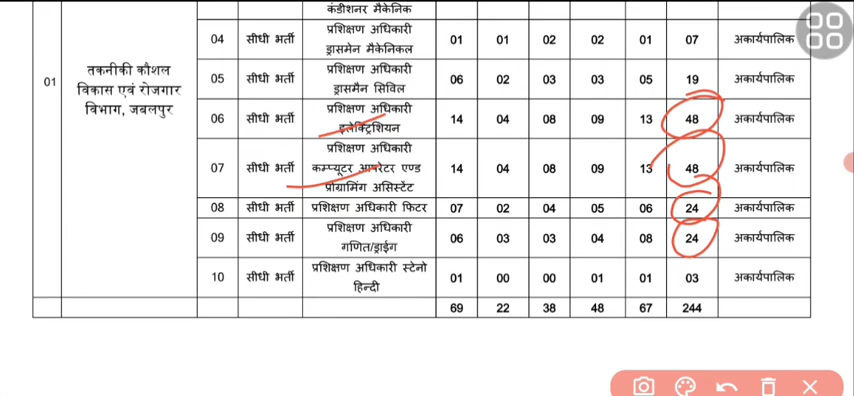 कंडीशनर मैकेनिक
04 सीधी भर्ती प्रशिक्षण अधिकारी ड्रासमेन मैकेनिकल 01 01 02 02 01 07 अकार्यपालिक
01 तकनीकी कौशल विकास एवं रोजगार विभाग, जबलपुर
05 सीधी भर्ती प्रशिक्षण अधिकारी ड्रासमैन सिविल 06 02 03 03 05 19 अकार्यपालिक
06 सीधी भर्ती प्रशिक्षण अधिकारी इलेक्ट्रिशियन 14 04 08 09 13 48 अकार्यपालिक
07 सीधी भर्ती प्रशिक्षण अधिकारी कम्प्यूटर आपरेटर एण्ड प्रोग्रामिंग असिस्टेंट 14 04 08 09 13 48 अकार्यपालिक
08 सीधी भर्ती प्रशिक्षण अधिकारी फिटर 07 02 04 05 06 24 अकार्यपालिक
09 सीधी भर्ती प्रशिक्षण अधिकारी गणित/ड्राईंग 06 03 03 04 08 24 अकार्यपालिक
10 सीधी भर्ती प्रशिक्षण अधिकारी स्टेनो हिन्दी 01 00 00 01 01 03 अकार्यपालिक
69 22 38 48 67 244